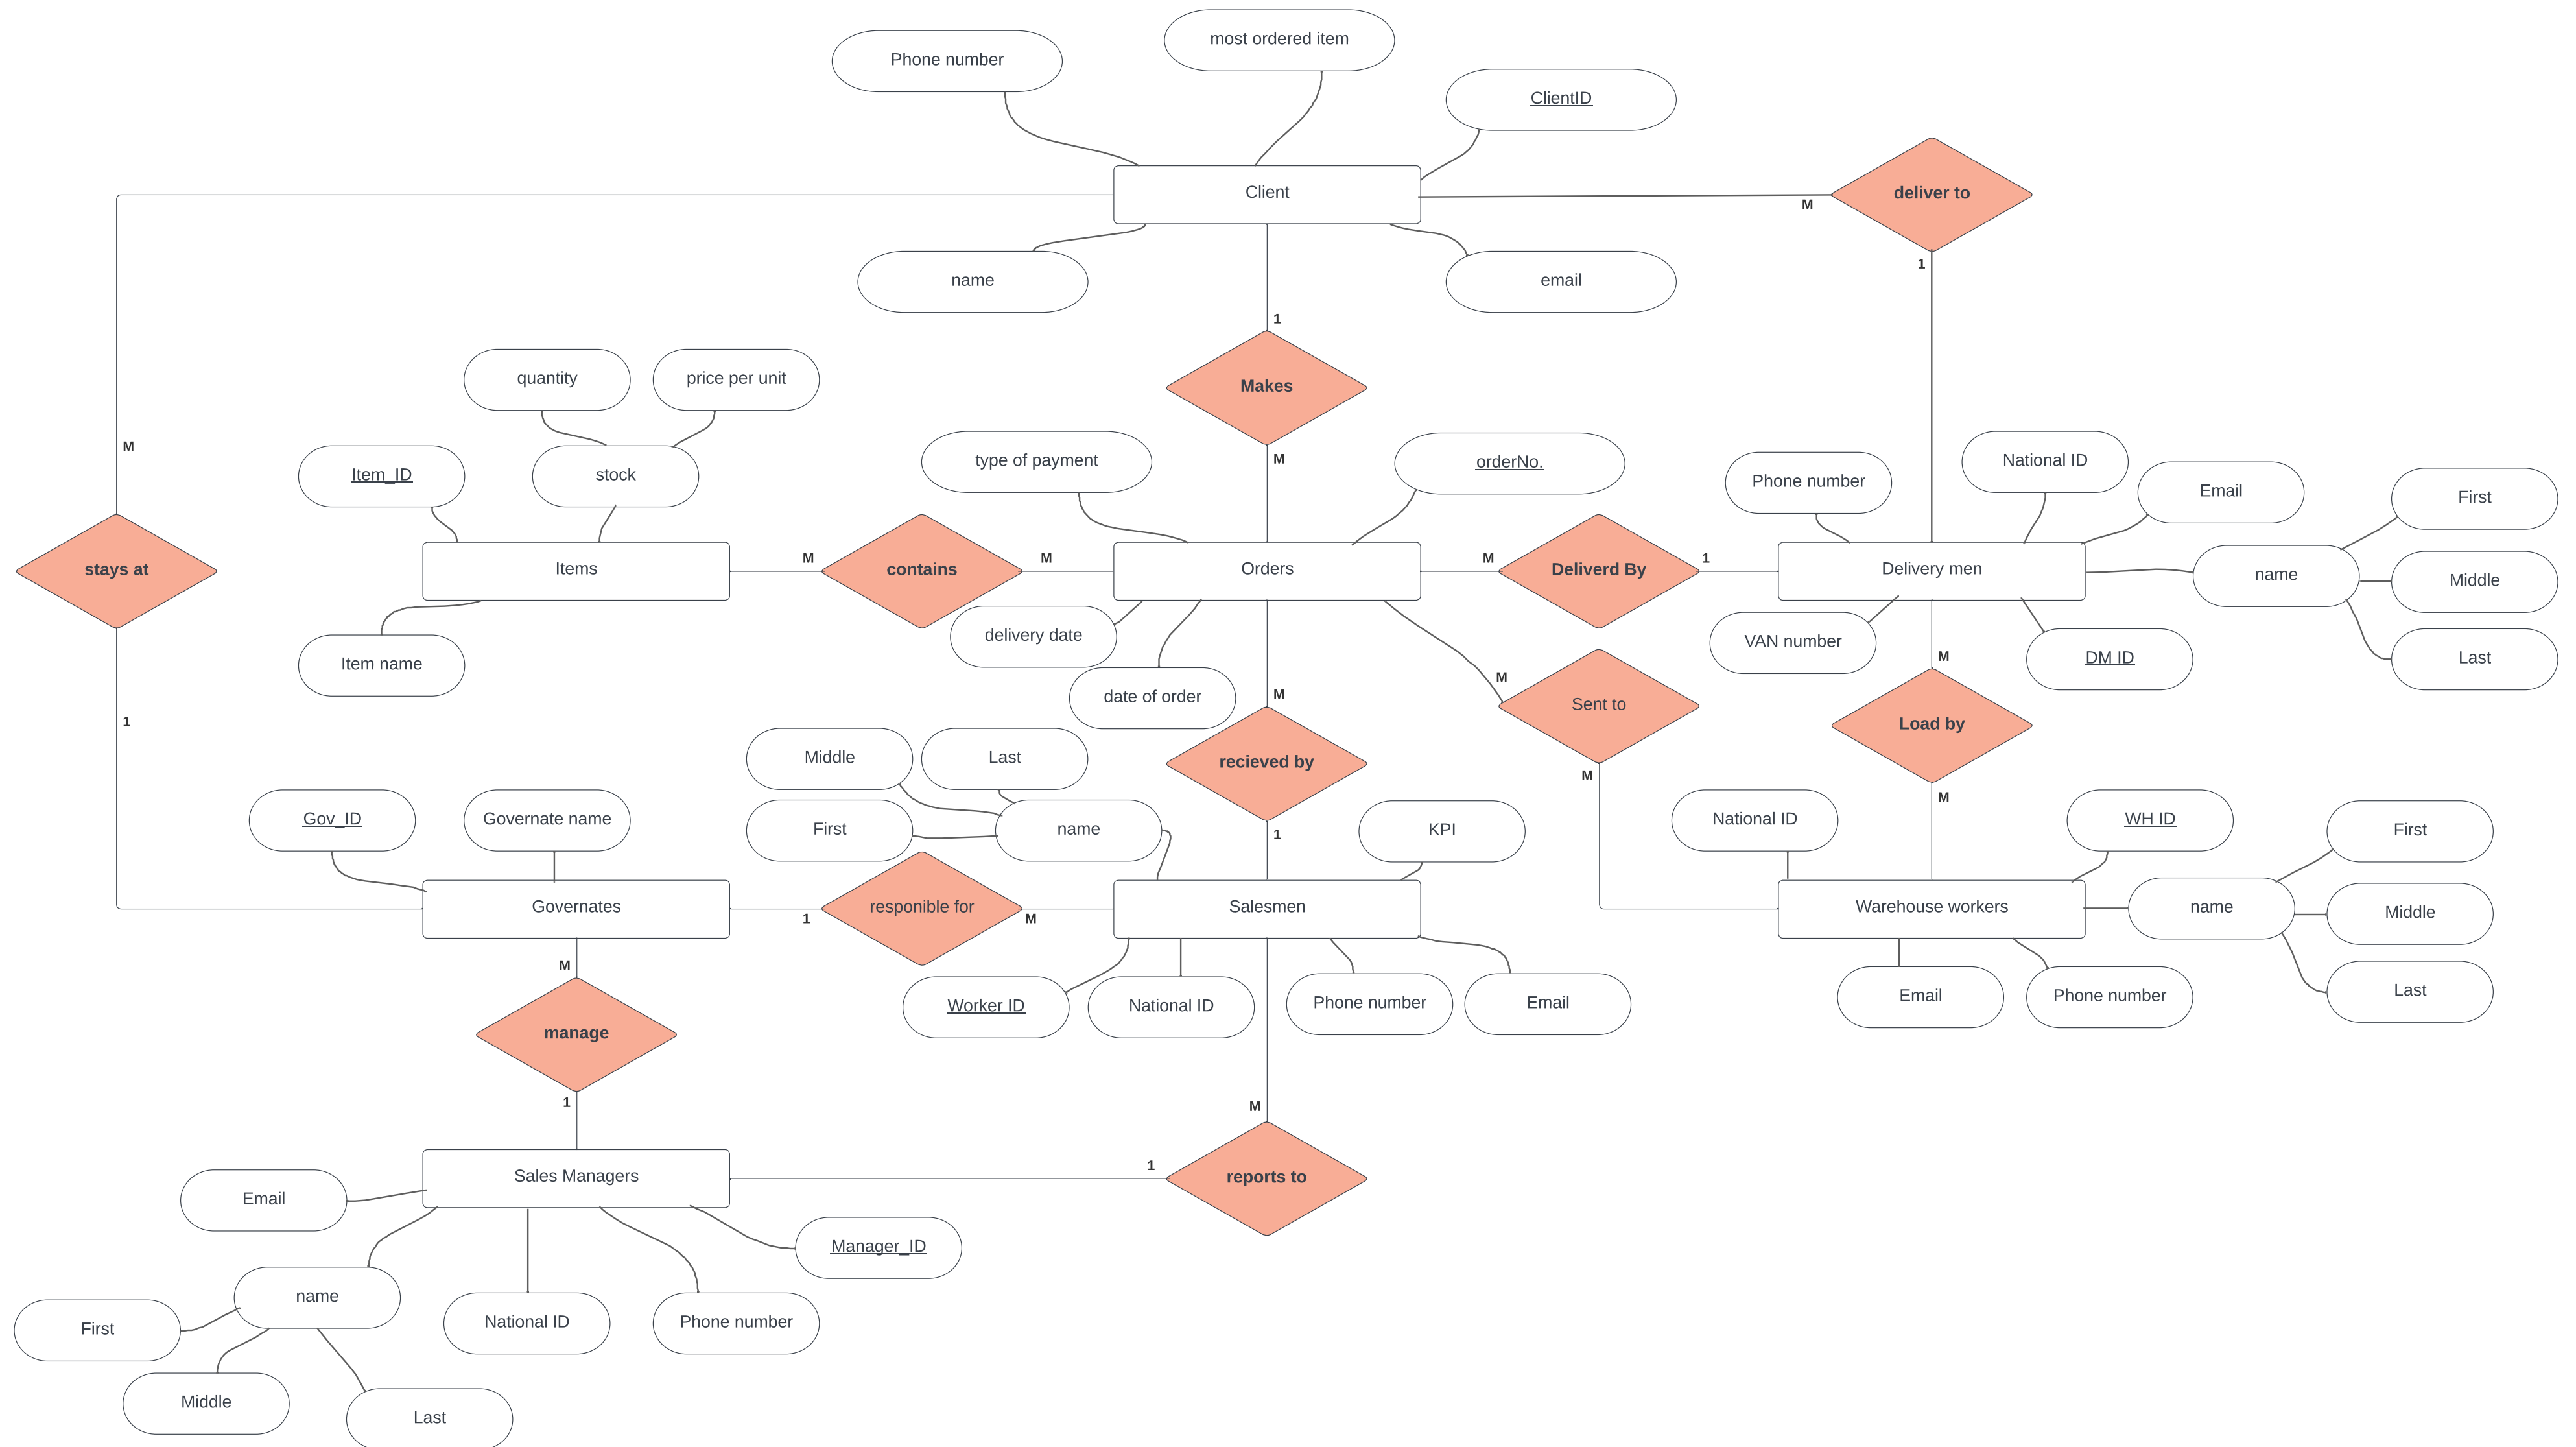 most ordered item
Phone number
ClientID
Client
deliver to
M
name
email
1
1
quantity
price per unit
Makes
M
type of payment
M
orderNo.
National ID
Item_ID
stock
Phone number
Email
First
stays at
Items
M
contains
M
Orders
M
Deliverd By
1
Delivery men
name
Middle
Item name
delivery date
VAN number
DM ID
Last
date of order
M
M
Sent to
M
Load by
1
Middle
Last
recieved by
M
M
Gov_ID
Governate name
First
name
1
KPI
National ID
WH ID
First
Governates
1
responible for
M
Salesmen
Warehouse workers
name
Middle
M
Worker ID
National ID
Phone number
Email
Email
Phone number
Last
manage
1
M
Sales Managers
1
reports to
Email
Manager_ID
name
First
National ID
Phone number
Middle
Last